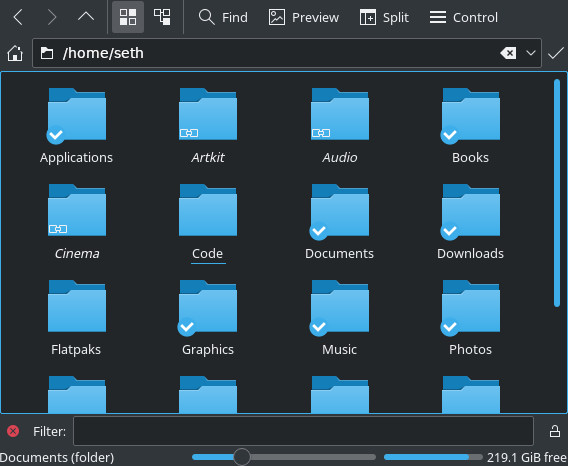 Find Preview Split Control
/home/seth
Applications Artkit Audio Books
Cinema Code Documents Downloads
Flatpaks Graphics Music Photos
Filter:
Documents (folder) 219.1 GiB free